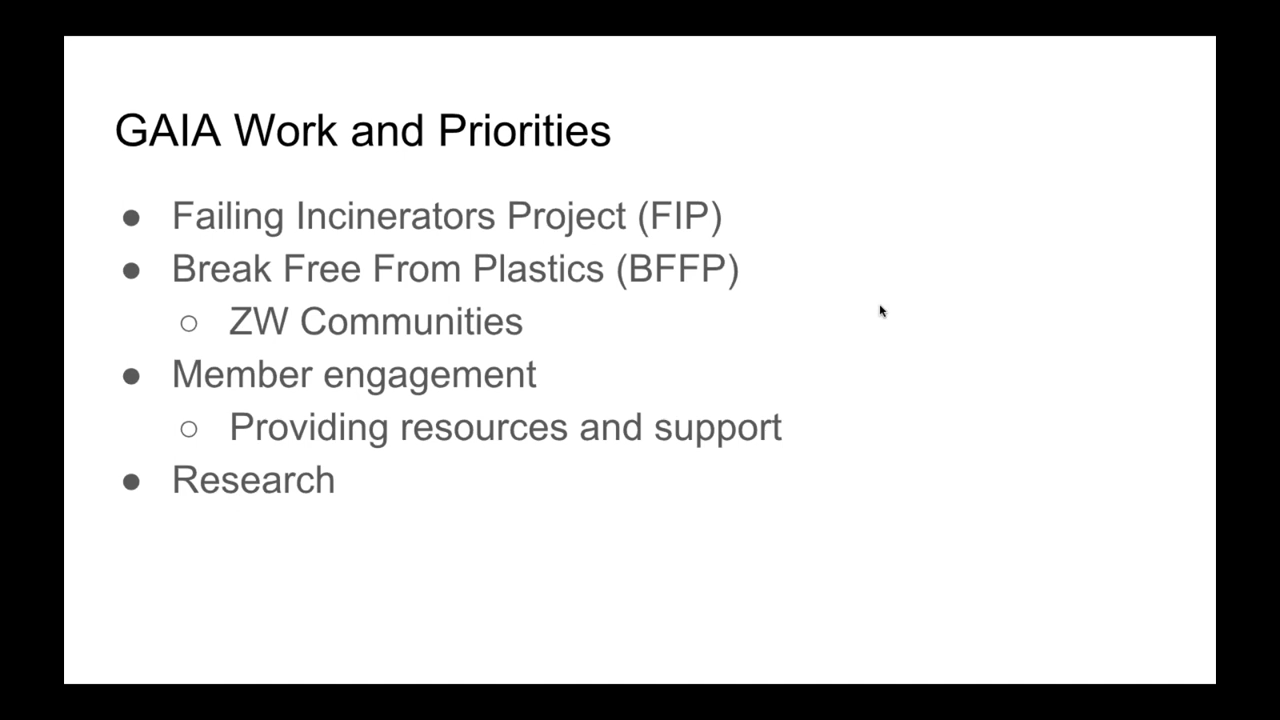 GAIA Work and Priorities
● Failing Incinerators Project (FIP)
● Break Free From Plastics (BFFP)
○ ZW Communities
● Member engagement
○ Providing resources and support
● Research